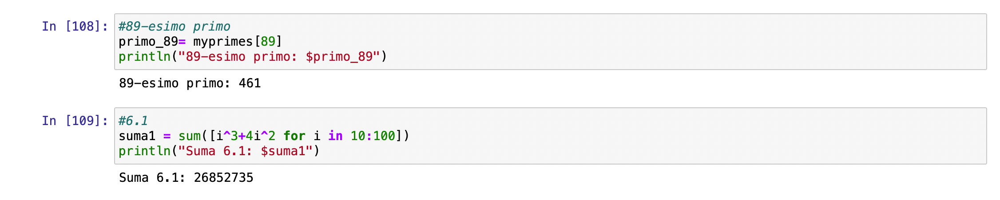 In [108]:
#89-esimo primo
primo_89= myprimes[89]
println("89-esimo primo: $primo_89")
89-esimo primo: 461
In [109]:
#6.1
suma1 = sum([i^3+4i^2 for i in 10:100])
println("Suma 6.1: $suma1")
Suma 6.1: 26852735